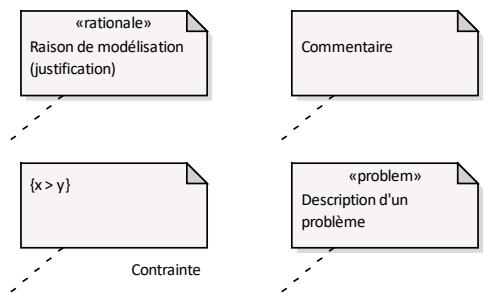 «rationale»
Raison de modélisation
(justification)
Commentaire
{x > y}
Contrainte
«problem»
Description d'un
problème